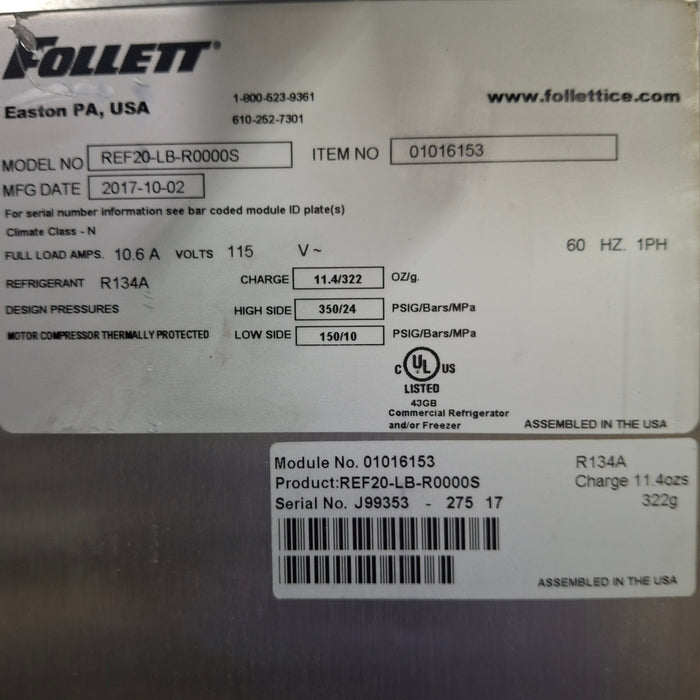 FOLLETT®
Easton PA, USA
1-800-523-9361
610-252-7301
www.follettice.com
MODEL NO REF20-LB-R0000S ITEM NO 01016153
MFG DATE 2017-10-02
For serial number information see bar coded module ID plate(s)
Climate Class - N
FULL LOAD AMPS. 10.6 A VOLTS 115 V~ 60 HZ. 1PH
REFRIGERANT R134A CHARGE 11.4/322 OZ/g.
DESIGN PRESSURES HIGH SIDE 350/24 PSIG/Bars/MPa
MOTOR COMPRESSOR THERMALLY PROTECTED LOW SIDE 150/10 PSIG/Bars/MPa
C UL US
LISTED
43GB
Commercial Refrigerator
and/or Freezer
ASSEMBLED IN THE USA
Module No. 01016153 R134A
Product:REF20-LB-R0000S Charge 11.4ozs
Serial No. J99353 - 275 17 322g
ASSEMBLED IN THE USA